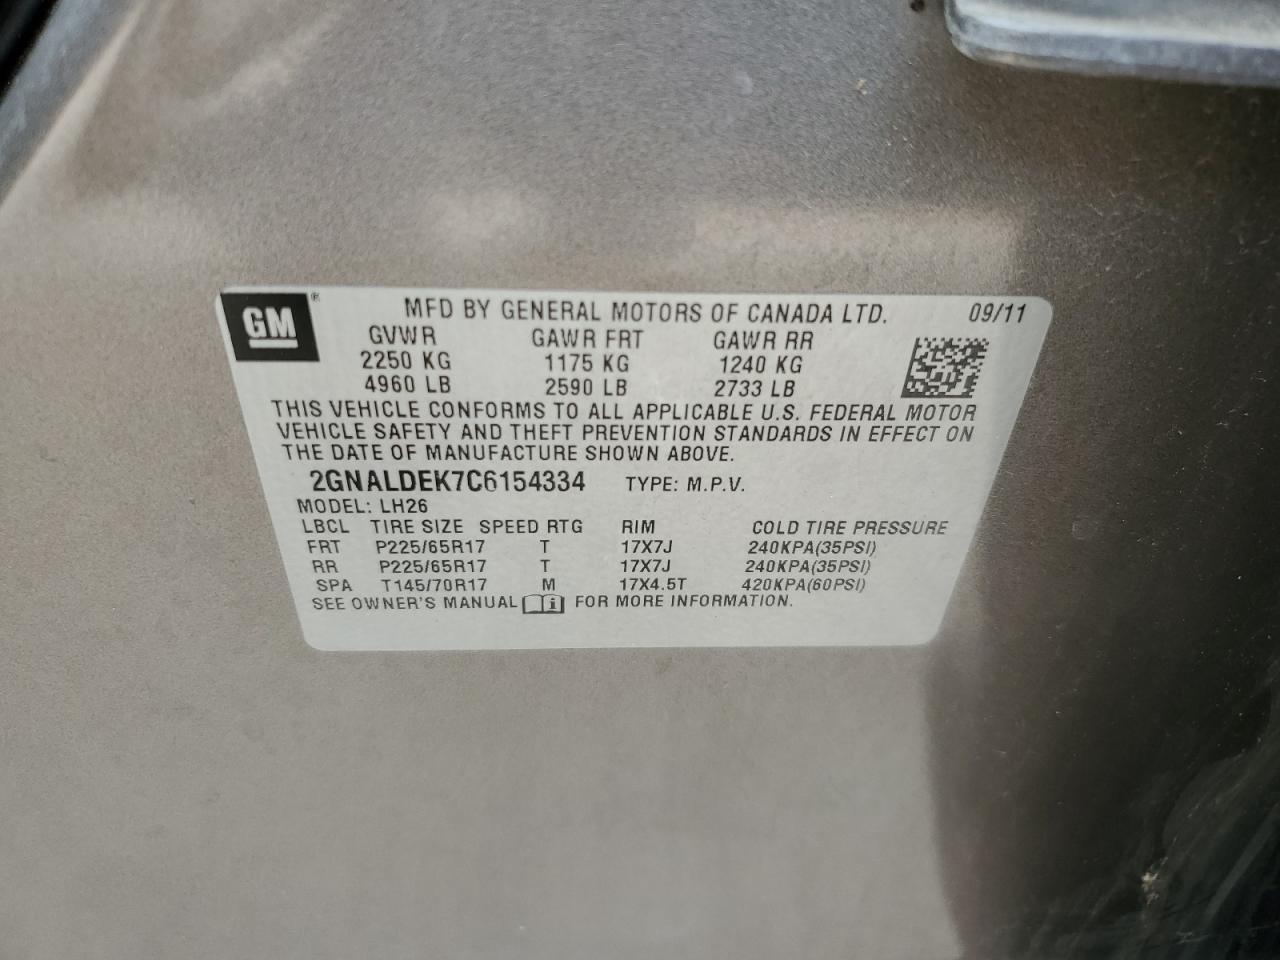 GM® MFD BY GENERAL MOTORS OF CANADA LTD. 09/11
GVWR GAWR FRT GAWR RR
2250 KG 1175 KG 1240 KG
4960 LB 2590 LB 2733 LB
THIS VEHICLE CONFORMS TO ALL APPLICABLE U.S. FEDERAL MOTOR
VEHICLE SAFETY AND THEFT PREVENTION STANDARDS IN EFFECT ON
THE DATE OF MANUFACTURE SHOWN ABOVE.
2GNALDEK7C6154334 TYPE: M.P.V.
MODEL: LH26
LBCL TIRE SIZE SPEED RTG RIM COLD TIRE PRESSURE
FRT P225/65R17 T 17X7J 240KPA(35PSI)
RR P225/65R17 T 17X7J 240KPA(35PSI)
SPA T145/70R17 M 17X4.5T 420KPA(60PSI)
SEE OWNER'S MANUAL FOR MORE INFORMATION.